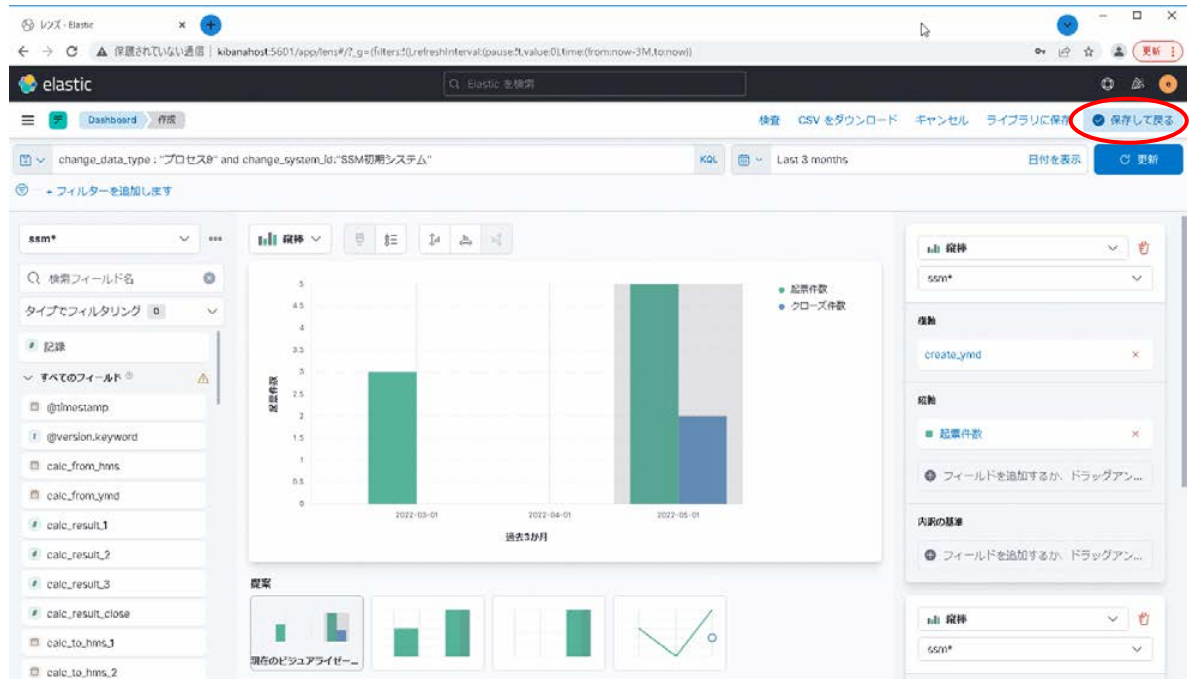 レンズ - Elastic
保護されていない通信 | kibanahost:5601/app/lens#/?_g=(filters:!(),refreshInterval:(pause:!t,value:0),time:(from:now-3M,to:now))
更新
elastic
Elastic を検索
e
デ
Dashboard
作成
検査
CSV をダウンロード
キャンセル
ライブラリに保存
保存して戻る
change_data_type : "プロセス8" and change_system_id:"SSM初期システム"
KQL
Last 3 months
日付を表示
更新
+ フィルターを追加します
ssm*
縦棒
縦棒
検索フィールド名
ssm*
タイプでフィルタリング 0
記録
すべてのフィールド
@timestamp
@version.keyword
calc_from_hms
calc_from_ymd
calc_result_1
calc_result_2
calc_result_3
calc_result_close
calc_to_hms_1
calc_to_hms_2
起票件数
5
4.5
4
3.5
3
2.5
2
1.5
1
0.5
0
2022-03-01
2022-04-01
2022-05-01
過去3か月
起票件数
クローズ件数
提案
現在のビジュアライゼー...
横軸
create_ymd
縦軸
起票件数
フィールドを追加するか、ドラッグアン...
内訳の基準
フィールドを追加するか、ドラッグアン...
縦棒
ssm*